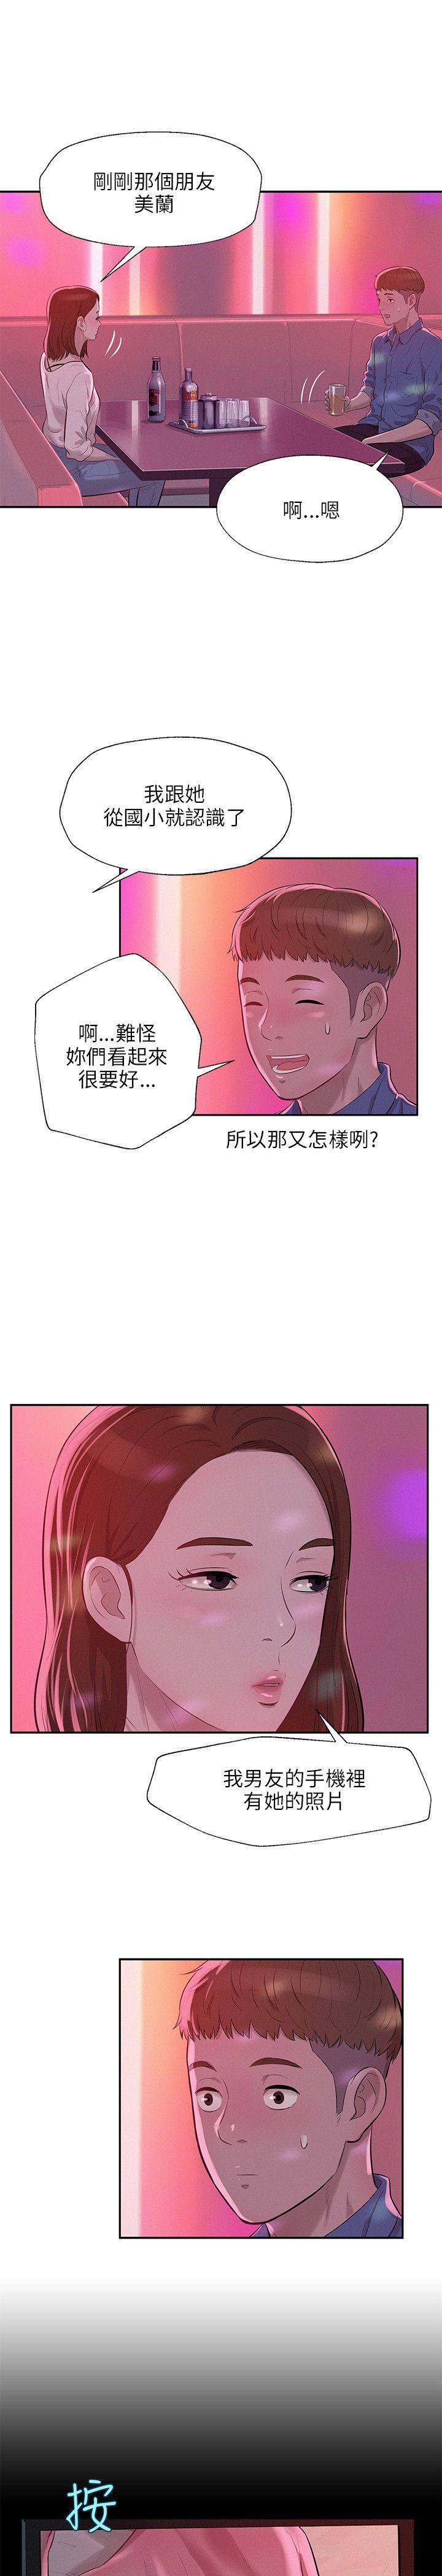 剛剛那個朋友
美蘭
啊...嗯
我跟她
從國小就認識了
啊...難怪
妳們看起來
很要好...
所以那又怎樣咧?
我男友的手機裡
有她的照片
按